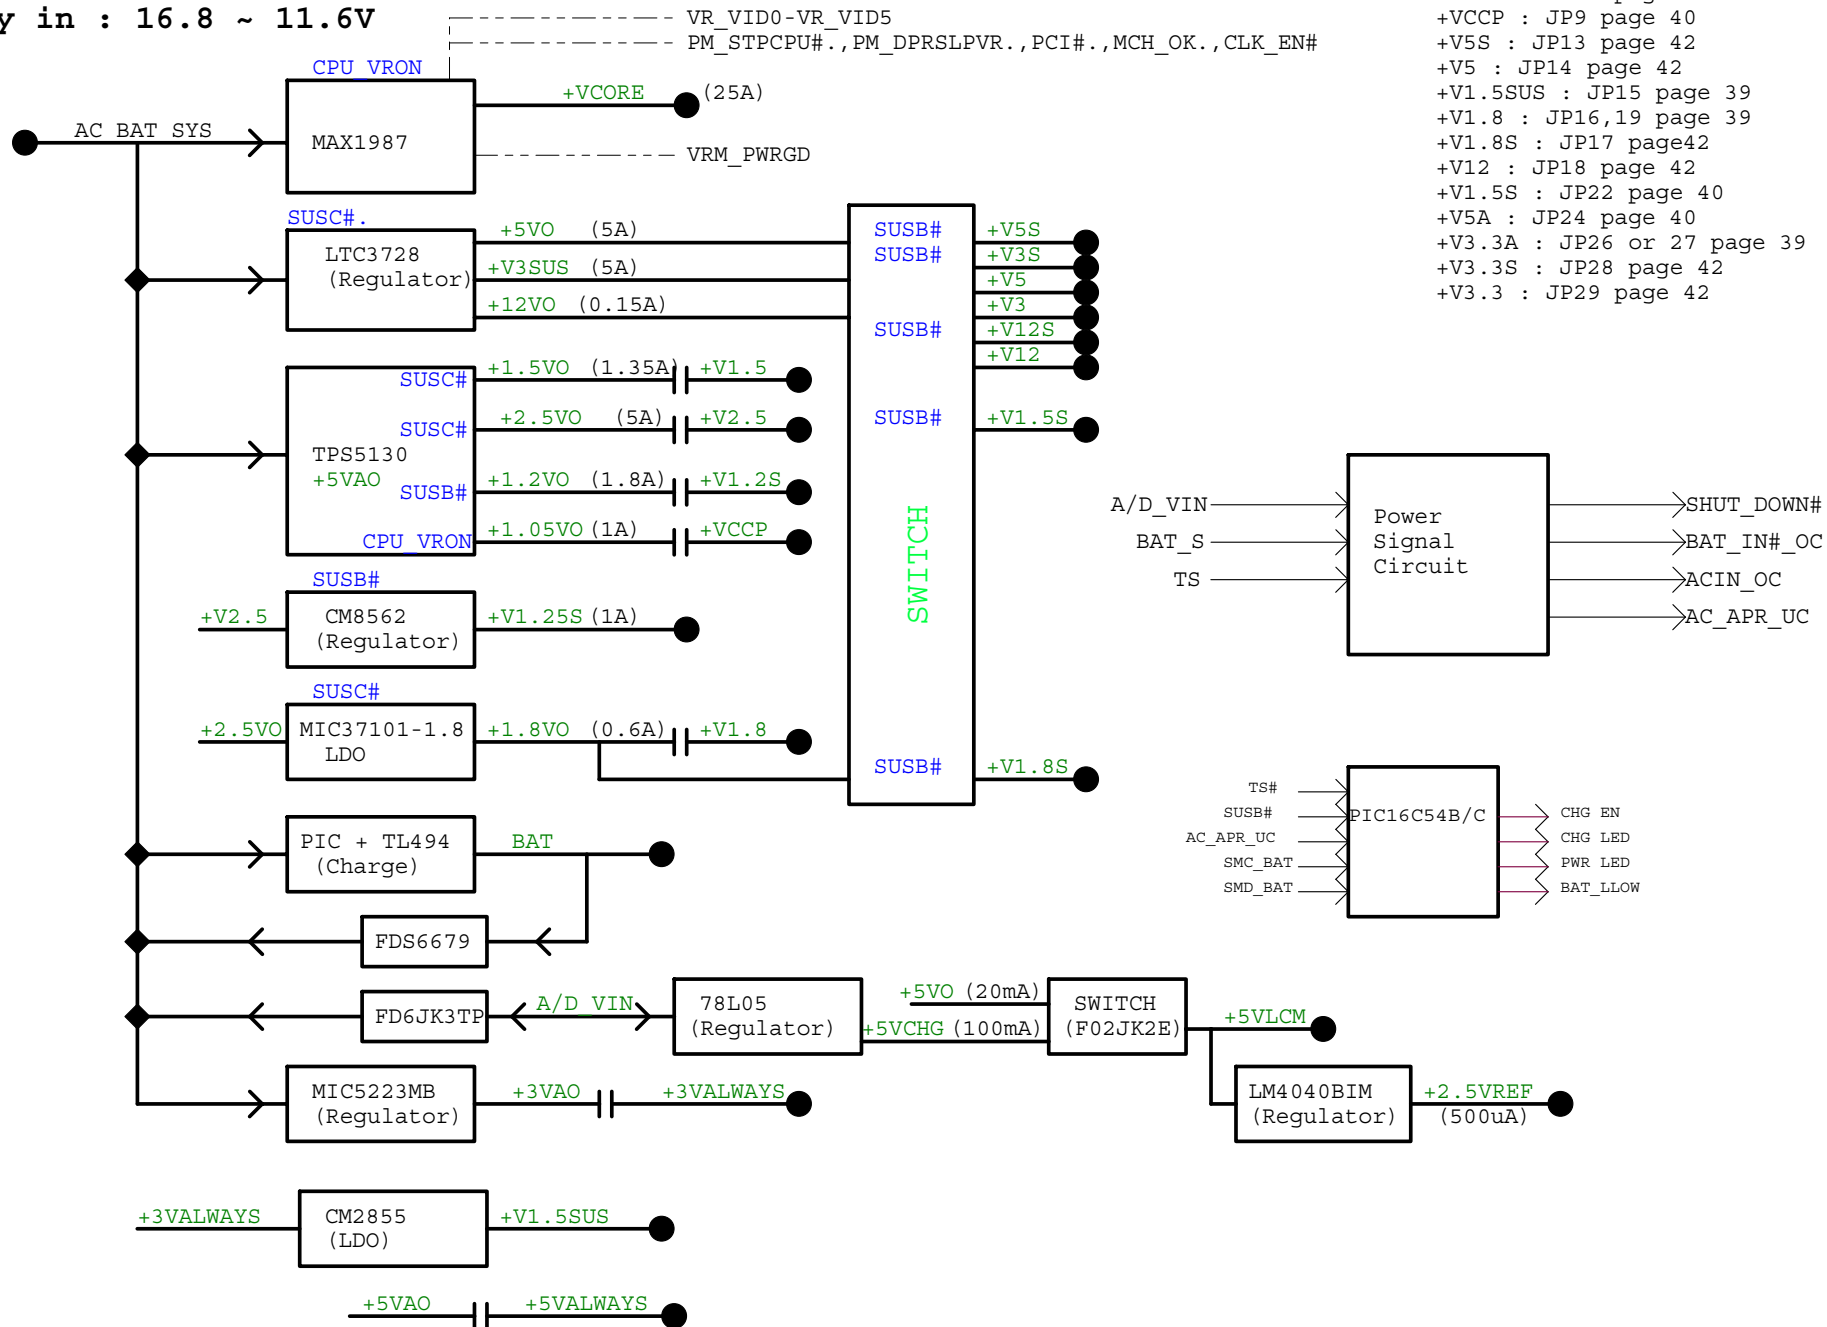 y in : 16.8 ~ 11.6V
VR_VID0-VR_VID5
PM_STPCPU#.,PM_DPRSLPVR.,PCI#.,MCH_OK.,CLK_EN#
CPU_VRON
+VCORE (25A)
AC_BAT_SYS
MAX1987
VRM_PWRGD
+VCCP : JP9 page 40
+V5S : JP13 page 42
+V5 : JP14 page 42
+V1.5SUS : JP15 page 39
+V1.8 : JP16,19 page 39
+V1.8S : JP17 page42
+V12 : JP18 page 42
+V1.5S : JP22 page 40
+V5A : JP24 page 40
+V3.3A : JP26 or 27 page 39
+V3.3S : JP28 page 42
+V3.3 : JP29 page 42
SUSC#.
LTC3728
(Regulator)
+5VO (5A)
+V3SUS (5A)
+12VO (0.15A)
SUSB#
SUSB#
SUSB#
+V5S
+V3S
+V5
+V3
+V12S
+V12
SUSC#
+1.5VO (1.35A)
+V1.5
SUSC#
+2.5VO (5A)
+V2.5
TPS5130
+5VAO
SUSB#
+1.2VO (1.8A)
+V1.2S
CPU_VRON
+1.05VO (1A)
+VCCP
SUSB#
+V1.5S
SWITCH
SUSB#
+V2.5
CM8562
(Regulator)
+V1.25S (1A)
SUSC#
+2.5VO
MIC37101-1.8
LDO
+1.8VO (0.6A)
+V1.8
SUSB#
+V1.8S
A/D_VIN
BAT_S
TS
Power
Signal
Circuit
SHUT_DOWN#
BAT_IN#_OC
ACIN_OC
AC_APR_UC
TS#
SUSB#
AC_APR_UC
SMC_BAT
SMD_BAT
PIC16C54B/C
CHG EN
CHG LED
PWR LED
BAT_LLOW
PIC + TL494
(Charge)
BAT
FDS6679
FD6JK3TP
A/D_VIN
78L05
(Regulator)
+5VO (20mA)
+5VCHG (100mA)
SWITCH
(F02JK2E)
+5VLCM
LM4040BIM
(Regulator)
+2.5VREF
(500uA)
MIC5223MB
(Regulator)
+3VAO
+3VALWAYS
+3VALWAYS
CM2855
(LDO)
+V1.5SUS
+5VAO
+5VALWAYS